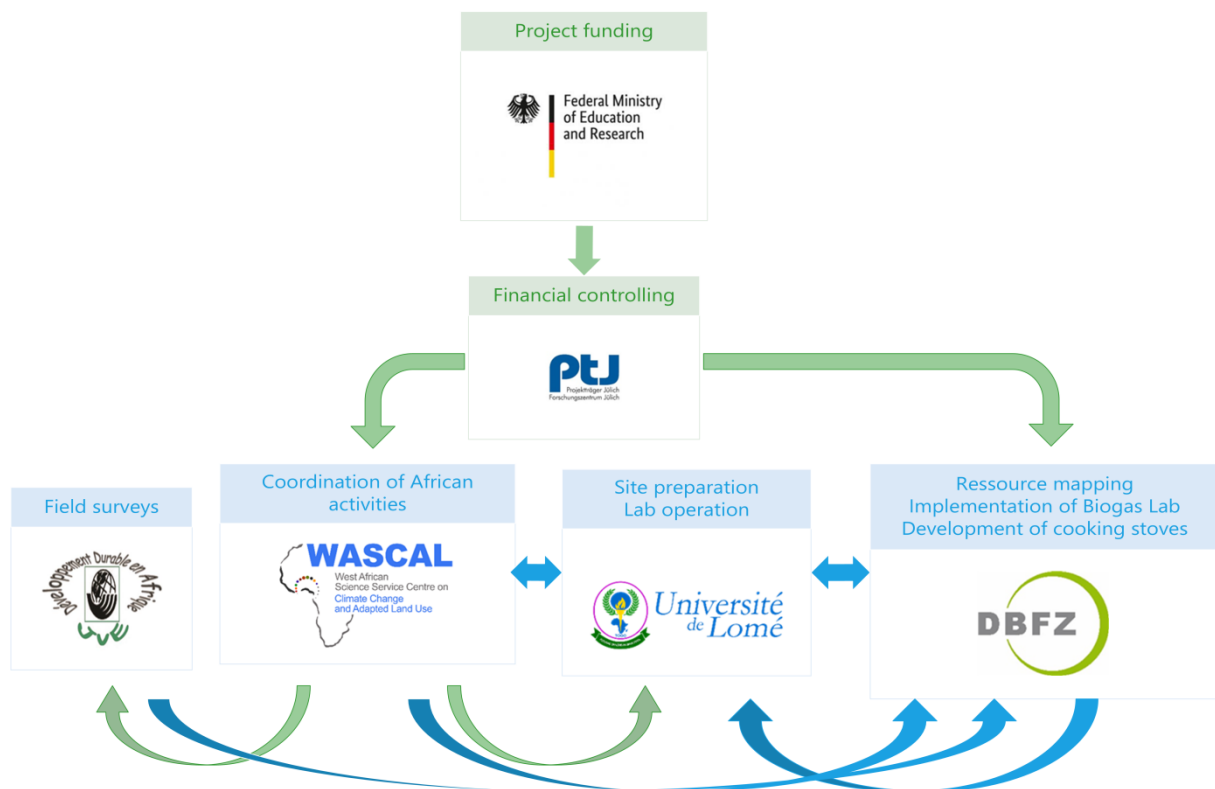 Project funding
Federal Ministry
of Education
and Research
Financial controlling
ptJ
Projektträger Jülich
Forschungszentrum Jülich
Field surveys
Développement Durable en Afrique
Coordination of African
activities
WASCAL
West African
Science Service Centre on
Climate Change
and Adapted Land Use
Site preparation
Lab operation
Université
de Lomé
Ressource mapping
Implementation of Biogas Lab
Development of cooking stoves
DBFZ